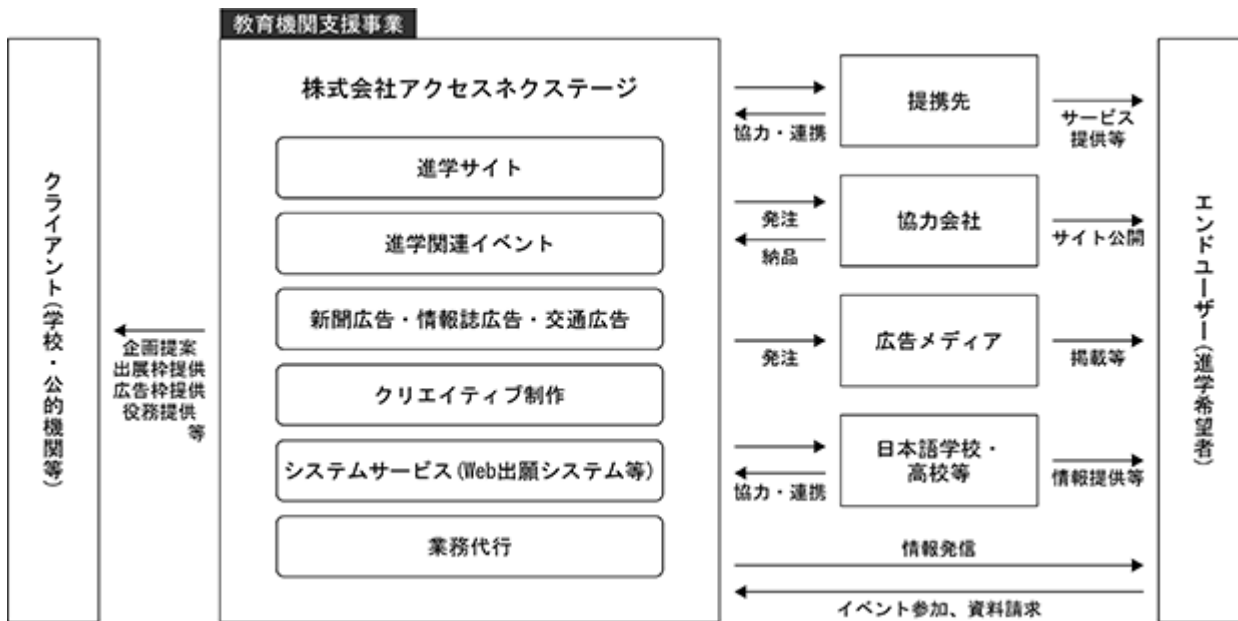 教育機関支援事業
クライアント(学校・公的機関等)
企画提案
出展枠提供
広告枠提供
役務提供
等
株式会社アクセスネクステージ
進学サイト
進学関連イベント
新聞広告・情報誌広告・交通広告
クリエイティブ制作
システムサービス(Web出願システム等)
業務代行
協力・連携
提携先
サービス
提供等
発注
納品
協力会社
サイト公開
発注
広告メディア
掲載等
協力・連携
日本語学校・
高校等
情報提供等
情報発信
イベント参加、資料請求
エンドユーザー(進学希望者)